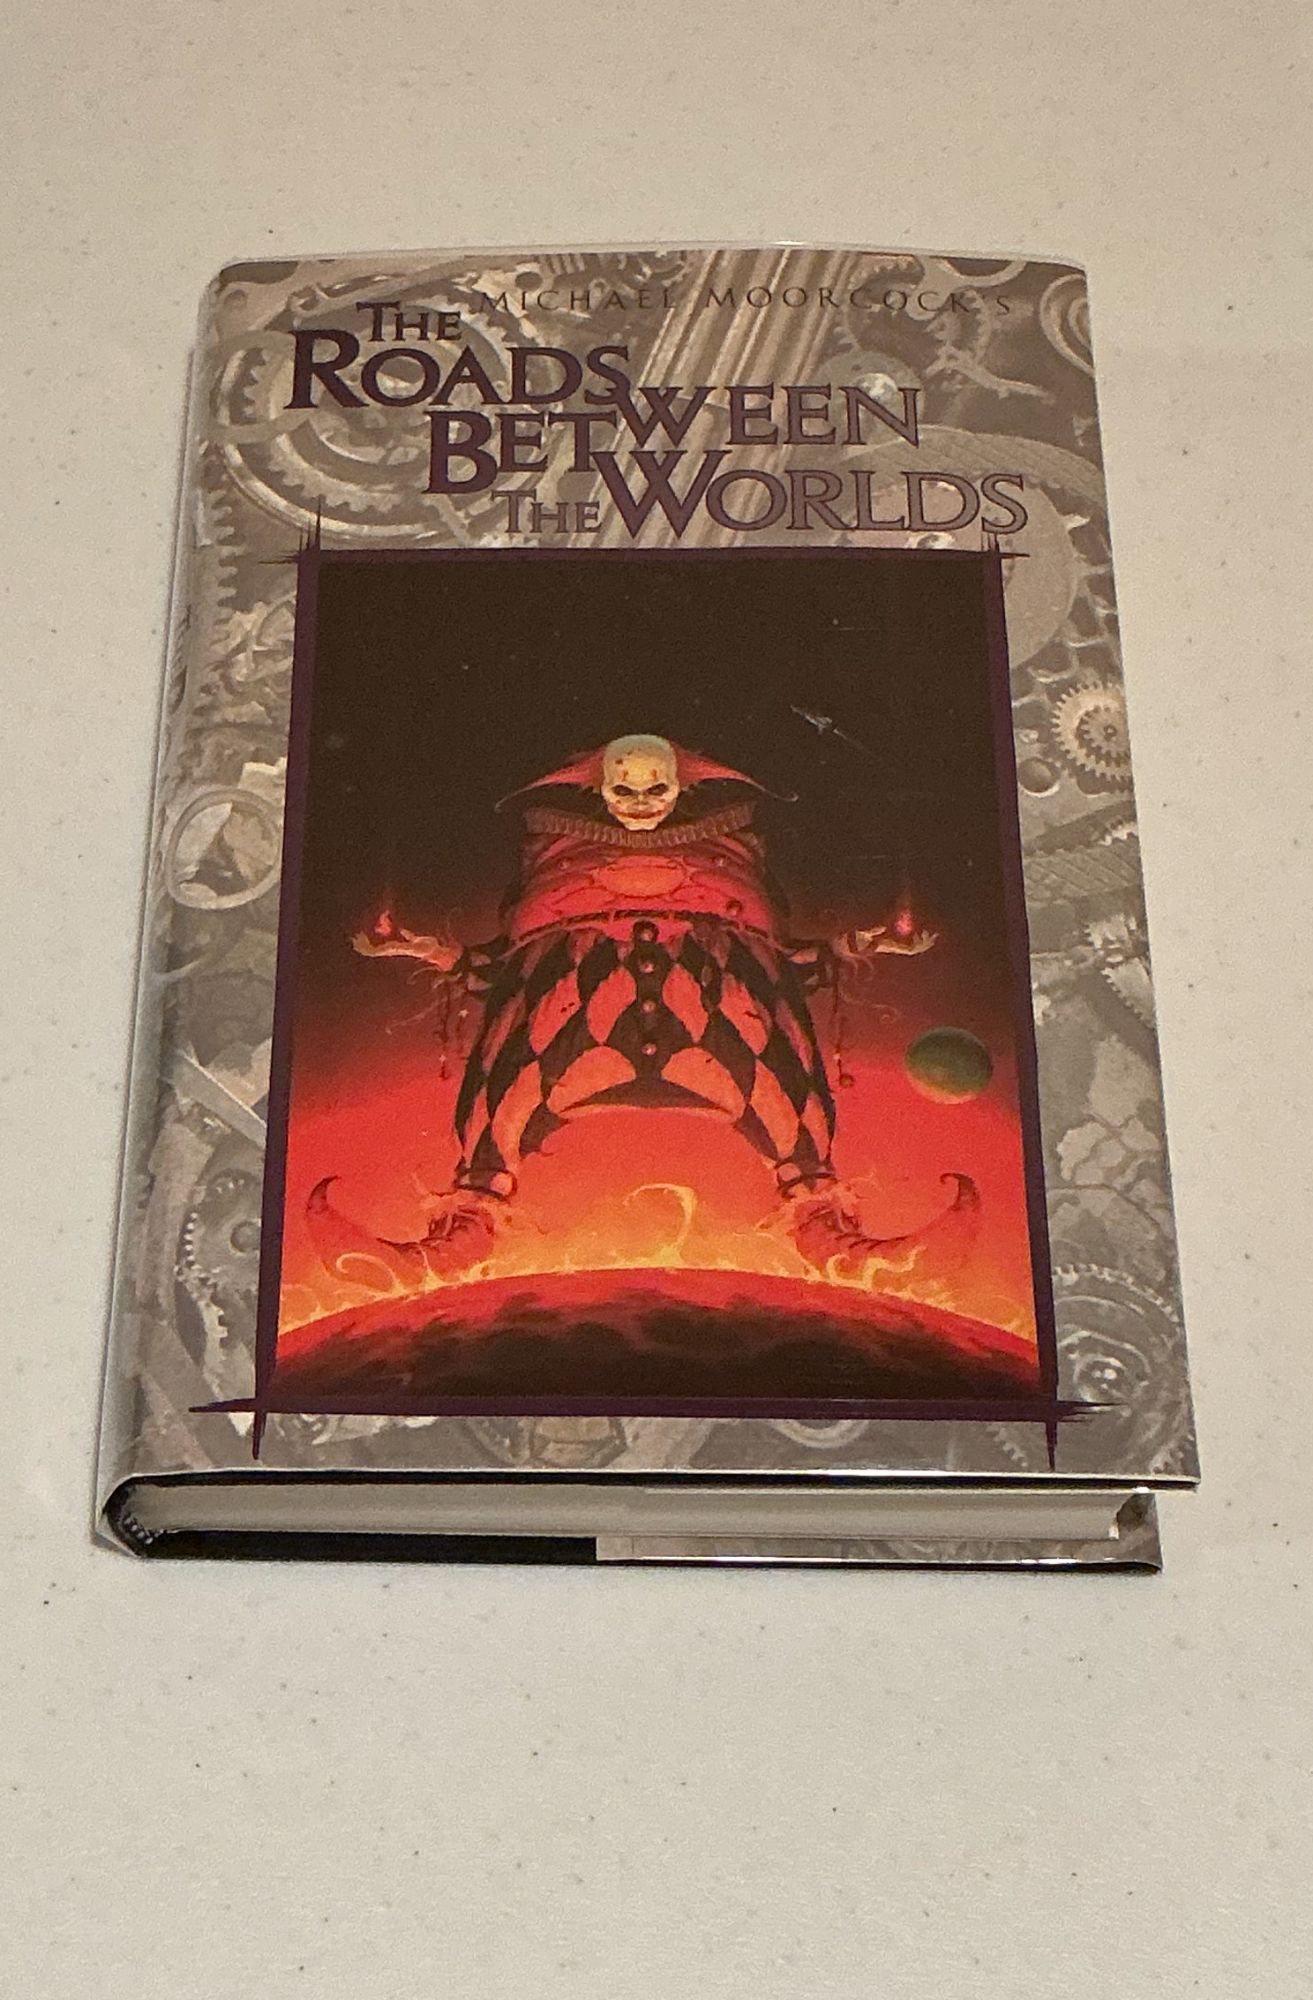 MICHAEL MOORCOCK'S
THE
ROADS
BETWEEN
THE WORLDS